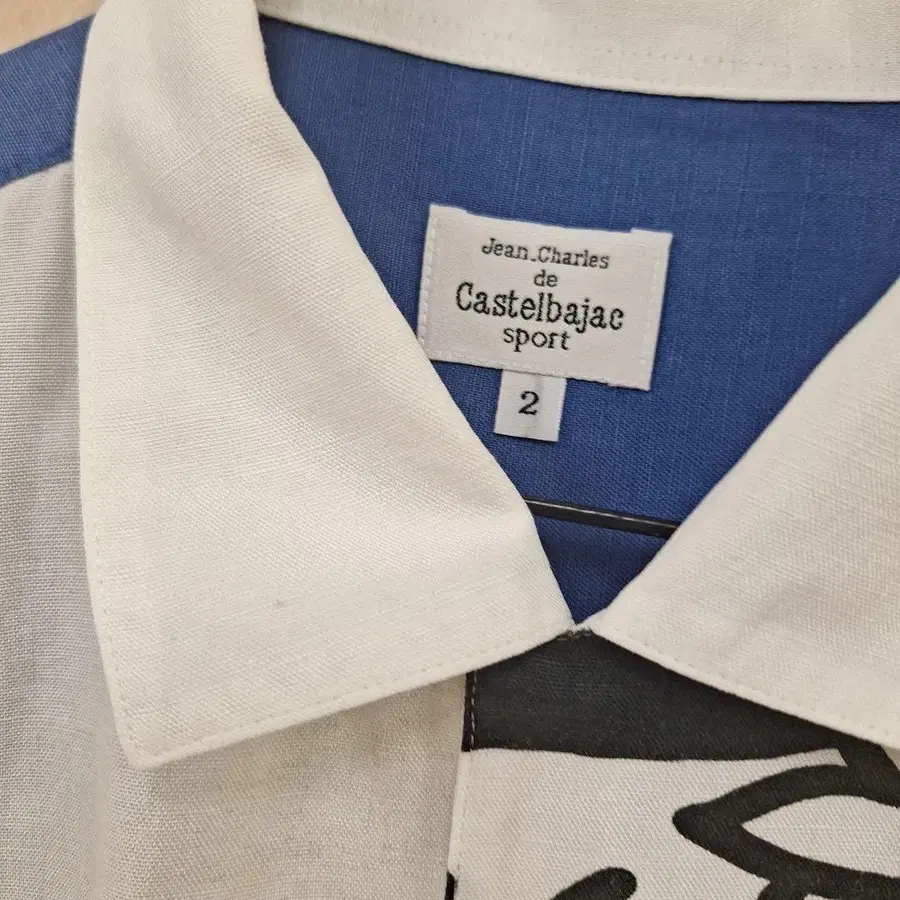 Jean-Charles
de
Castelbajac
sport
2